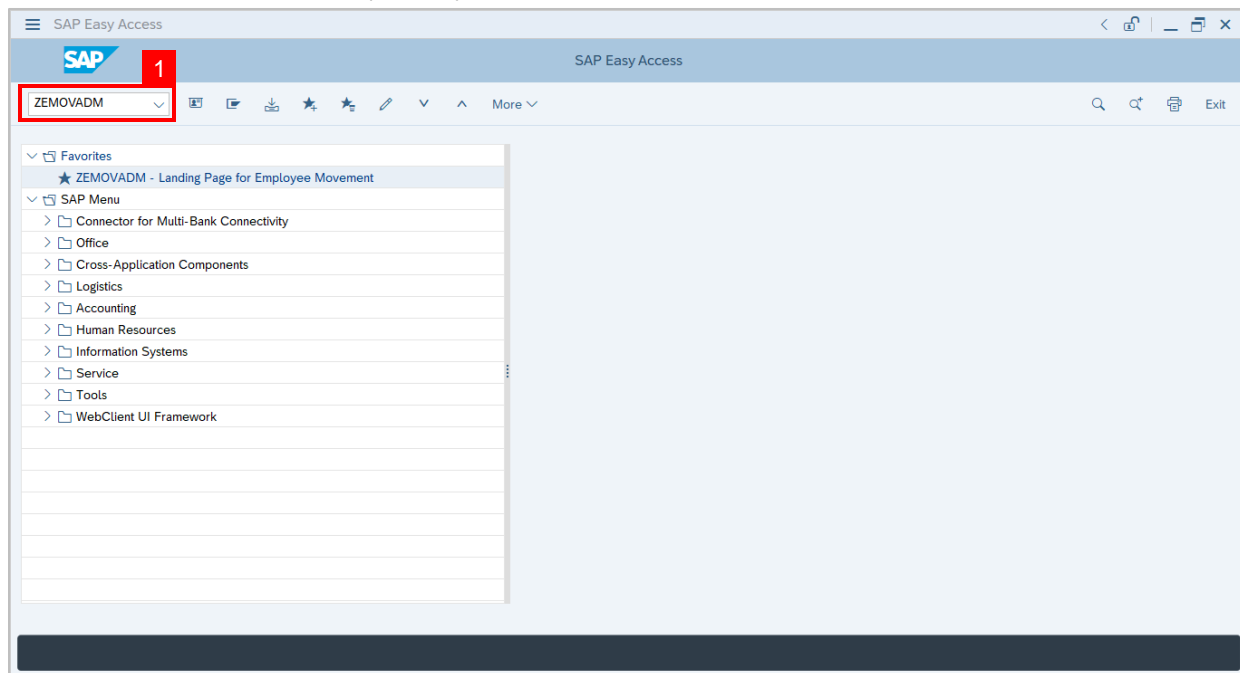 SAP Easy Access
SAP
1
SAP Easy Access
ZEMOVADM
More
Exit
Favorites
ZEMOVADM - Landing Page for Employee Movement
SAP Menu
Connector for Multi-Bank Connectivity
Office
Cross-Application Components
Logistics
Accounting
Human Resources
Information Systems
Service
Tools
WebClient UI Framework